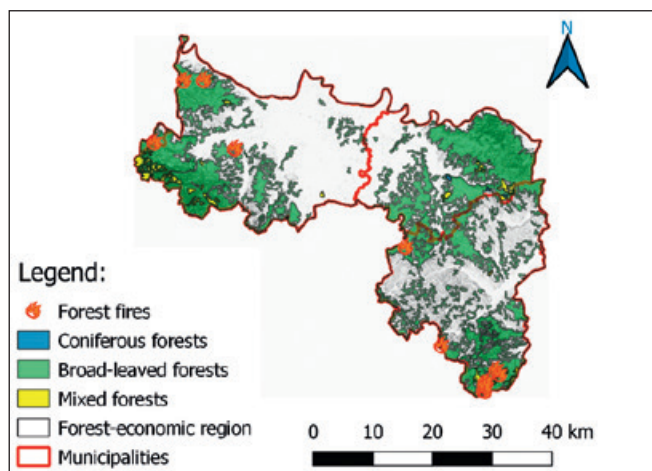 N
Legend:
Forest fires
Coniferous forests
Broad-leaved forests
Mixed forests
Forest-economic region
Municipalities
0 10 20 30 40 km